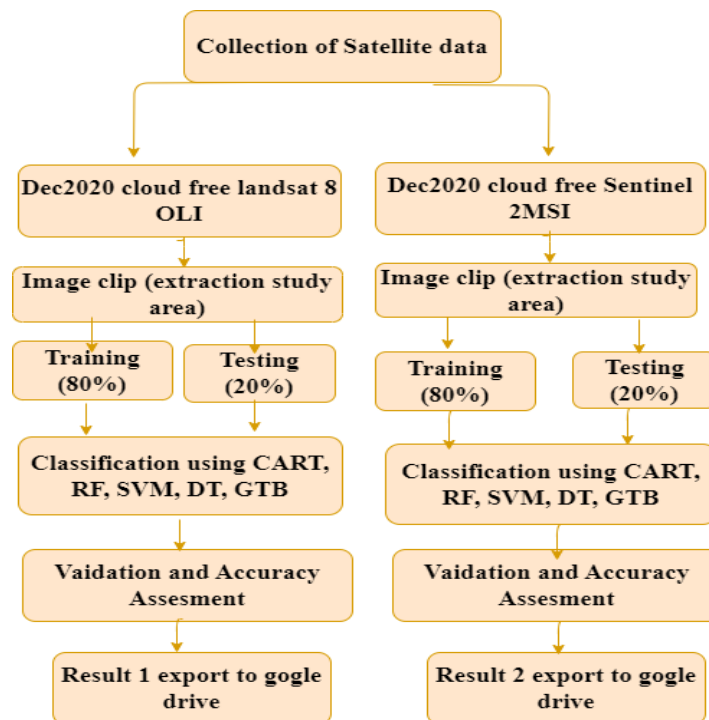 Collection of Satellite data
Dec2020 cloud free landsat 8
OLI
Dec2020 cloud free Sentinel
2MSI
Image clip (extraction study
area)
Image clip (extraction study
area)
Training
(80%)
Testing
(20%)
Training
(80%)
Testing
(20%)
Classification using CART,
RF, SVM, DT, GTB
Classification using CART,
RF, SVM, DT, GTB
Vaidation and Accuracy
Assesment
Vaidation and Accuracy
Assesment
Result 1 export to gogle
drive
Result 2 export to gogle
drive